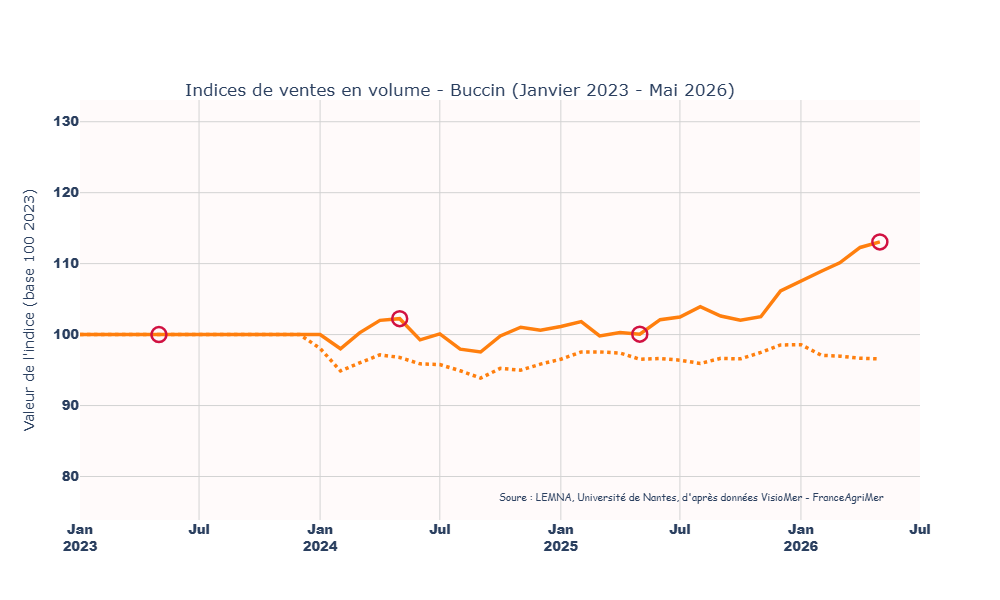 Indices de ventes en volume - Buccin (Janvier 2023 - Mai 2026)
Valeur de l'indice (base 100 2023)
130
120
110
100
90
80
Soure : LEMNA, Université de Nantes, d'après données VisioMer - FranceAgriMer
Jan Jul Jan Jul Jan Jul Jan Jul
2023 2024 2025 2026